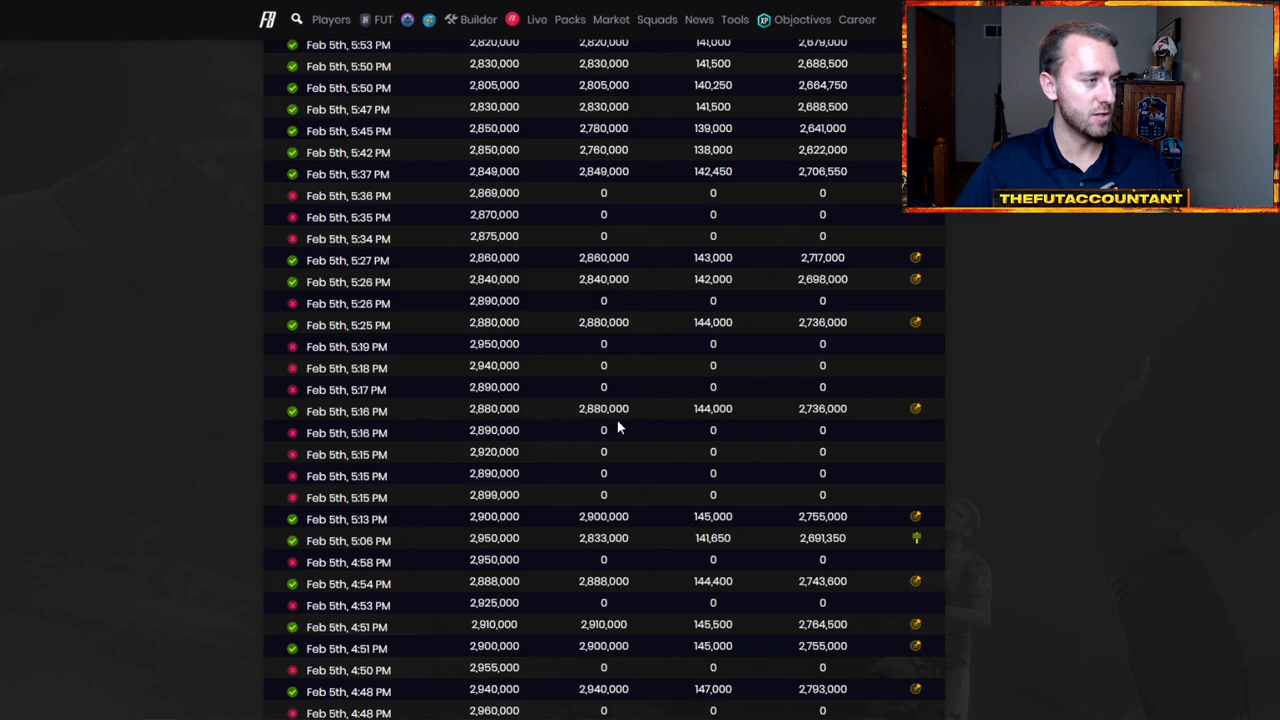 F8 Players FUT Builder Live Packs Market Squads News Tools XP Objectives Career
Feb 5th, 5:53 PM 2,820,000 2,820,000 141,000 2,679,000
Feb 5th, 5:50 PM 2,830,000 2,830,000 141,500 2,688,500
Feb 5th, 5:50 PM 2,805,000 2,805,000 140,250 2,664,750
Feb 5th, 5:47 PM 2,830,000 2,830,000 141,500 2,688,500
Feb 5th, 5:45 PM 2,850,000 2,780,000 139,000 2,641,000
Feb 5th, 5:42 PM 2,850,000 2,760,000 138,000 2,622,000
Feb 5th, 5:37 PM 2,849,000 2,849,000 142,450 2,706,550
Feb 5th, 5:36 PM 2,869,000 0 0 0
Feb 5th, 5:35 PM 2,870,000 0 0 0
Feb 5th, 5:34 PM 2,875,000 0 0 0
Feb 5th, 5:27 PM 2,860,000 2,860,000 143,000 2,717,000
Feb 5th, 5:26 PM 2,840,000 2,840,000 142,000 2,698,000
Feb 5th, 5:26 PM 2,890,000 0 0 0
Feb 5th, 5:25 PM 2,880,000 2,880,000 144,000 2,736,000
Feb 5th, 5:19 PM 2,950,000 0 0 0
Feb 5th, 5:18 PM 2,940,000 0 0 0
Feb 5th, 5:17 PM 2,890,000 0 0 0
Feb 5th, 5:16 PM 2,880,000 2,880,000 144,000 2,736,000
Feb 5th, 5:16 PM 2,890,000 0 0 0
Feb 5th, 5:15 PM 2,920,000 0 0 0
Feb 5th, 5:15 PM 2,890,000 0 0 0
Feb 5th, 5:15 PM 2,899,000 0 0 0
Feb 5th, 5:13 PM 2,900,000 2,900,000 145,000 2,755,000
Feb 5th, 5:06 PM 2,950,000 2,833,000 141,650 2,691,350
Feb 5th, 4:58 PM 2,950,000 0 0 0
Feb 5th, 4:54 PM 2,888,000 2,888,000 144,400 2,743,600
Feb 5th, 4:53 PM 2,925,000 0 0 0
Feb 5th, 4:51 PM 2,910,000 2,910,000 145,500 2,764,500
Feb 5th, 4:51 PM 2,900,000 2,900,000 145,000 2,755,000
Feb 5th, 4:50 PM 2,955,000 0 0 0
Feb 5th, 4:48 PM 2,940,000 2,940,000 147,000 2,793,000
Feb 5th, 4:48 PM 2,960,000 0 0 0
THEFUTACCOUNTANT